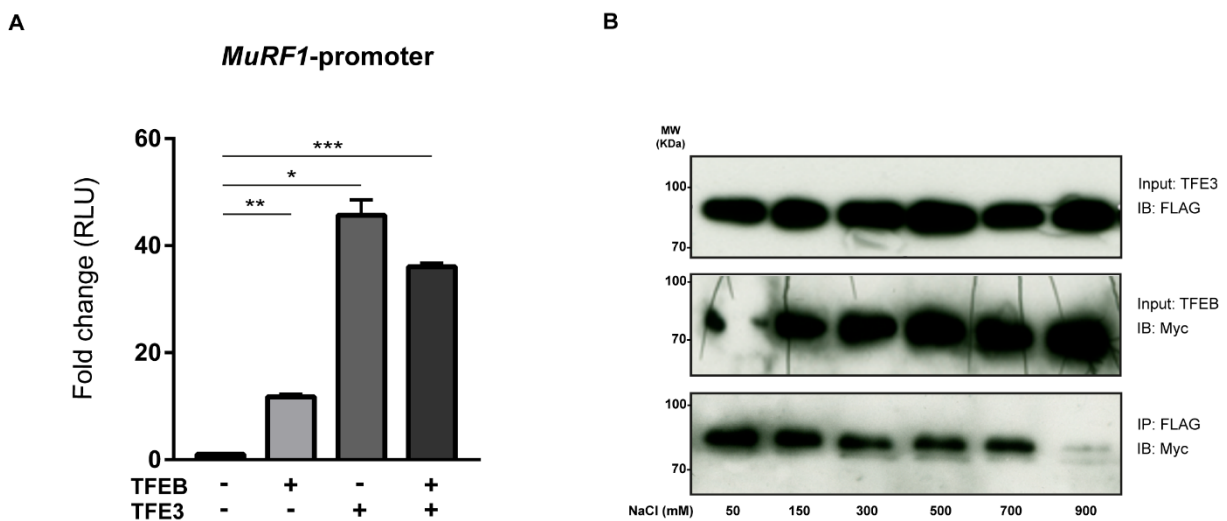 A
MuRF1-promoter
Fold change (RLU)
60
40
20
0
***
*
**
TFEB - + - +
TFE3 - - + +
B
MW
(KDa)
100
70
Input: TFE3
IB: FLAG
100
70
Input: TFEB
IB: Myc
100
70
IP: FLAG
IB: Myc
NaCl (mM) 50 150 300 500 700 900